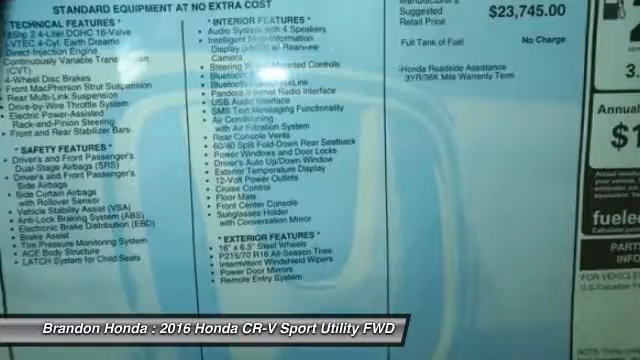 STANDARD EQUIPMENT AT NO EXTRA COST
* TECHNICAL FEATURES *
2.4-Liter DOHC 16-Valve
i-VTEC 4-Cyl. Earth Dreams
Direct-Injection Engine
Continuously Variable Transmission
(CVT)
4-Wheel Disc Brakes
• Front MacPherson Strut Suspension
• Rear Multi-Link Suspension
• Drive-by-Wire Throttle System
• Electric Power-Assisted
Rack-and-Pinion Steering
• Front and Rear Stabilizer Bars
* SAFETY FEATURES *
• Driver's and Front Passenger's
Dual-Stage Airbags (SRS)
• Driver's and Front Passenger's
Side Airbags
• Side Curtain Airbags
with Rollover Sensor
• Vehicle Stability Assist (VSA)
• Anti-Lock Braking System (ABS)
• Electronic Brake Distribution (EBD)
• Brake Assist
• Tire Pressure Monitoring System
• ACE Body Structure
• LATCH System for Child Seats
* INTERIOR FEATURES *
• Audio System with 4 Speakers
• Intelligent Multi-Information
Display w/ Rearview
Camera
• Steering Wheel Mounted Controls
• Bluetooth
• Bluetooth
• Pandora Internet Radio Interface
• USB Audio Interface
• SMS Text Messaging Functionality
• Air Conditioning
with Air Filtration System
• Rear Console Vents
• 60/40 Split Fold-Down Rear Seatback
• Power Windows and Door Locks
• Driver's Auto Up/Down Window
• Exterior Temperature Display
• 12-Volt Power Outlets
• Cruise Control
• Floor Mats
• Front Center Console
• Sunglasses Holder
with Conversation Mirror
* EXTERIOR FEATURES *
• 16" x 6.5" Steel Wheels
• P215/70 R16 All-Season Tires
• Intermittent Windshield Wipers
• Power Door Mirrors
• Remote Entry System
Manufacturer's
Suggested
Retail Price
$23,745.00
Full Tank of Fuel
No Charge
-Honda Roadside Assistance
3YR/36K Mile Warranty Term
3.
Annual
$1
fuele
PARTS
INFO
FOR VEHICLE
Brandon Honda : 2016 Honda CR-V Sport Utility FWD